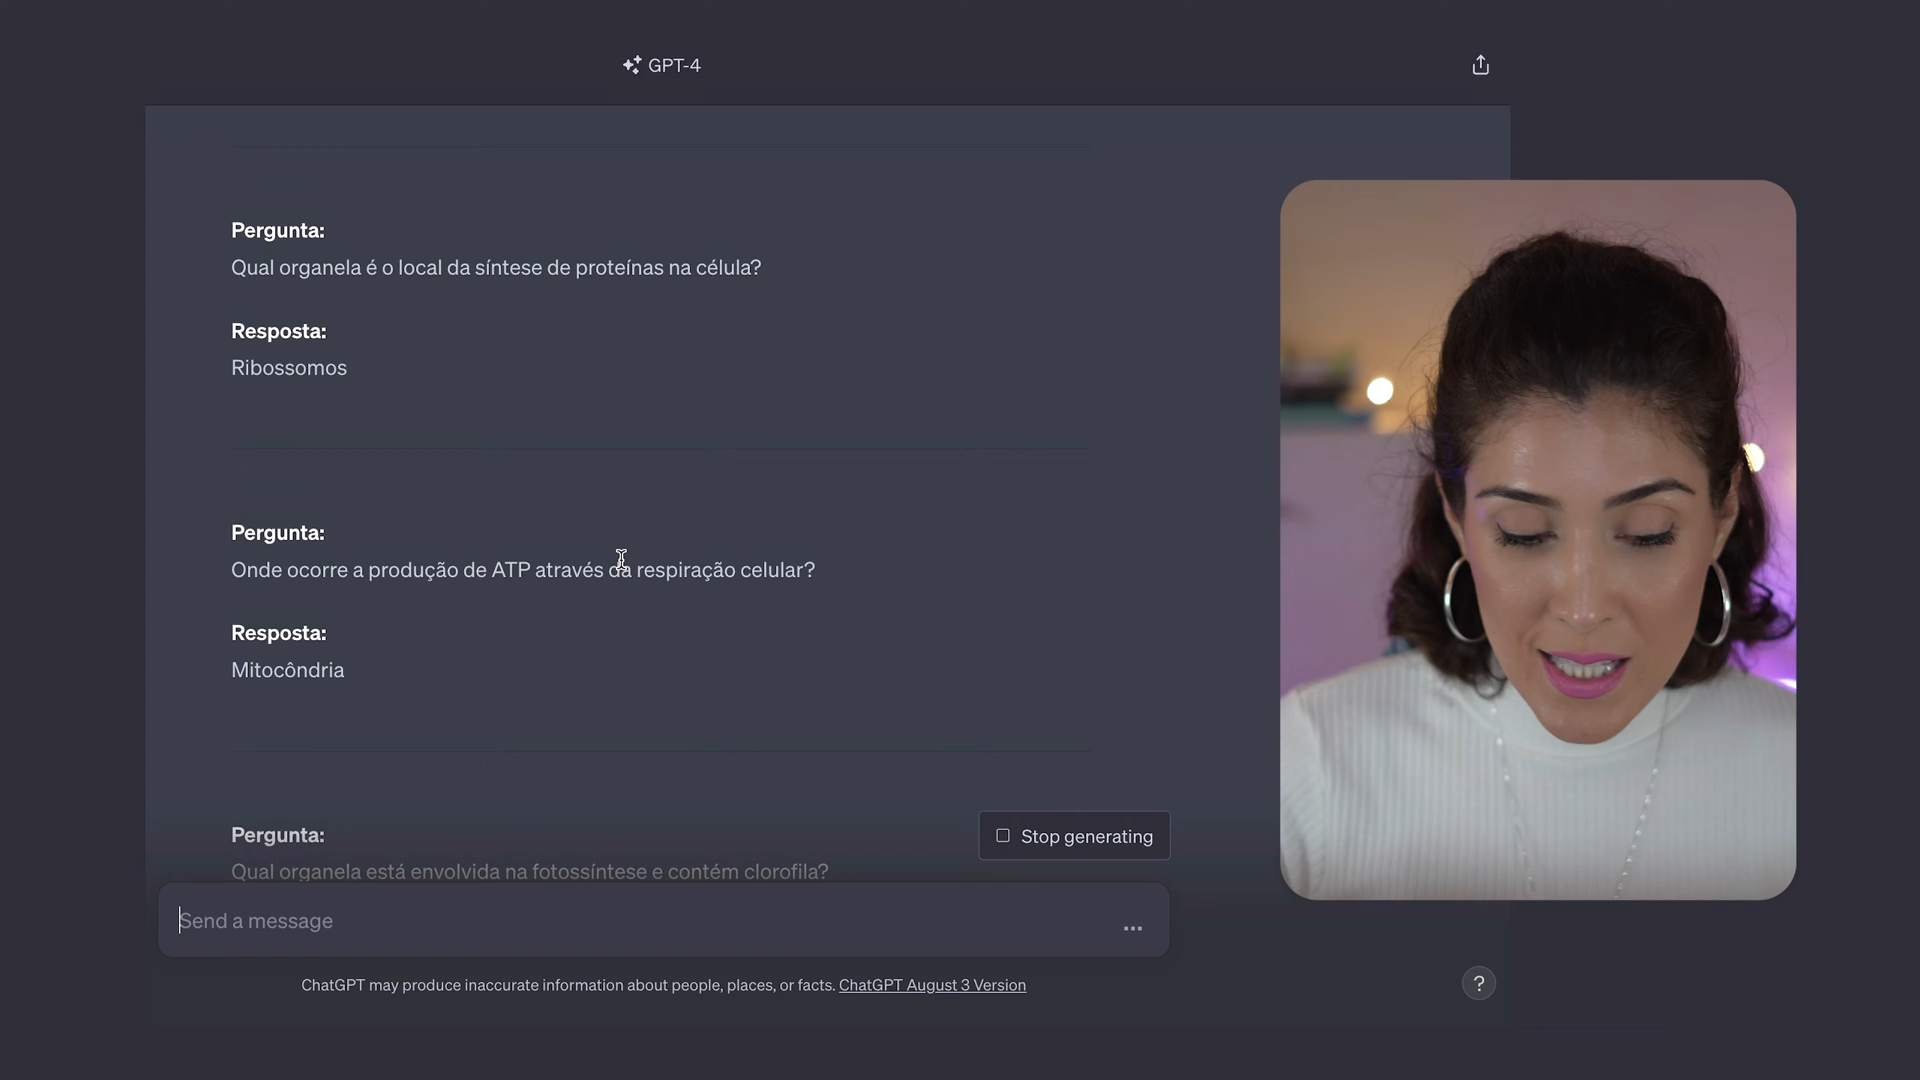 GPT-4
Pergunta:
Qual organela é o local da síntese de proteínas na célula?
Resposta:
Ribossomos
Pergunta:
Onde ocorre a produção de ATP através da respiração celular?
Resposta:
Mitocôndria
Pergunta:
Qual organela está envolvida na fotossíntese e contém clorofila?
Stop generating
Send a message
ChatGPT may produce inaccurate information about people, places, or facts. ChatGPT August 3 Version
?